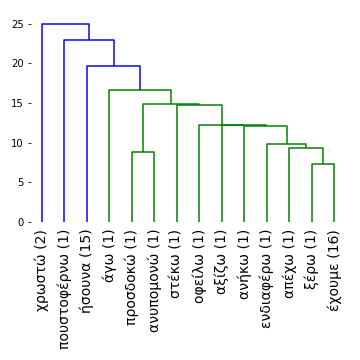 25
20
15
10
5
0
χρωστώ (2)
πουστοφέρνω (1)
ήσουνα (15)
άγω (1)
προσδοκώ (1)
ανυπομονώ (1)
στέκω (1)
οφείλω (1)
αξίζω (1)
ανήκω (1)
ενδιαφέρω (1)
απέχω (1)
ξέρω (1)
έχουμε (16)